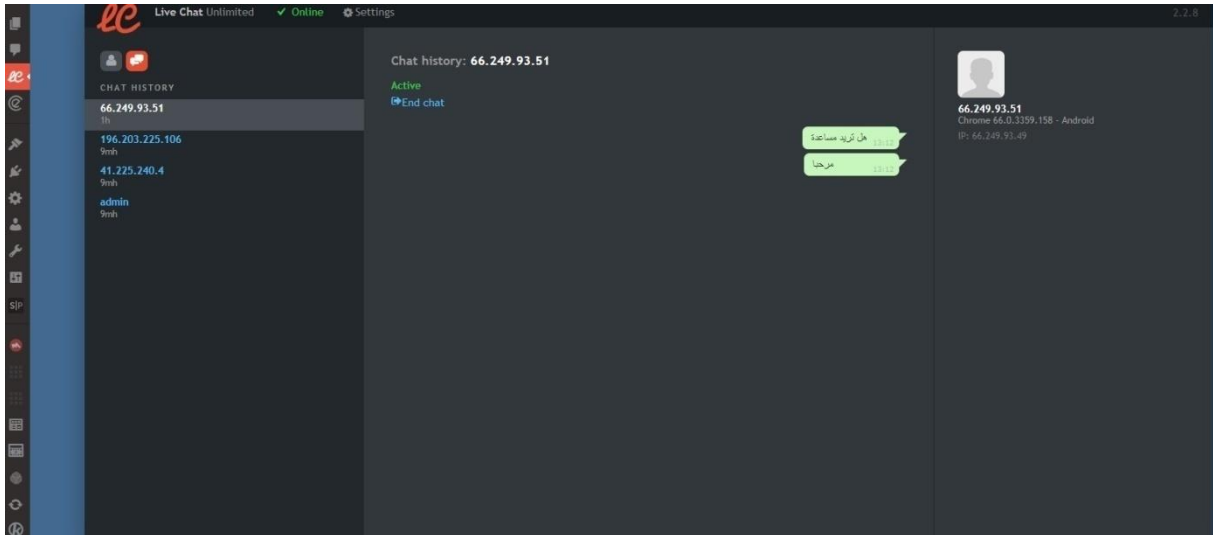 Live Chat Unlimited
Online
Settings
2.2.8
CHAT HISTORY
66.249.93.51
1h
196.203.225.106
9mh
41.225.240.4
9mh
admin
9mh
Chat history: 66.249.93.51
Active
End chat
هل تريد مساعدة 13:12
مرحبا 13:12
66.249.93.51
Chrome 66.0.3359.158 - Android
IP: 66.249.93.49
S|P